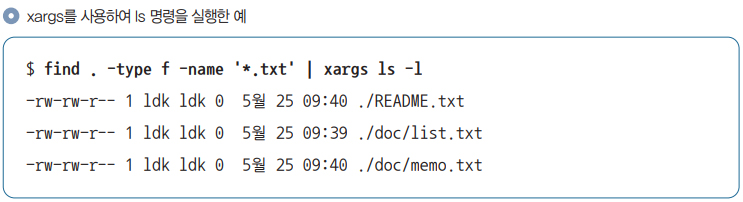 xargs를 사용하여 ls 명령을 실행한 예
$ find . -type f -name '*.txt' | xargs ls -l
-rw-rw-r-- 1 ldk ldk 0  5월 25 09:40 ./README.txt
-rw-rw-r-- 1 ldk ldk 0  5월 25 09:39 ./doc/list.txt
-rw-rw-r-- 1 ldk ldk 0  5월 25 09:40 ./doc/memo.txt